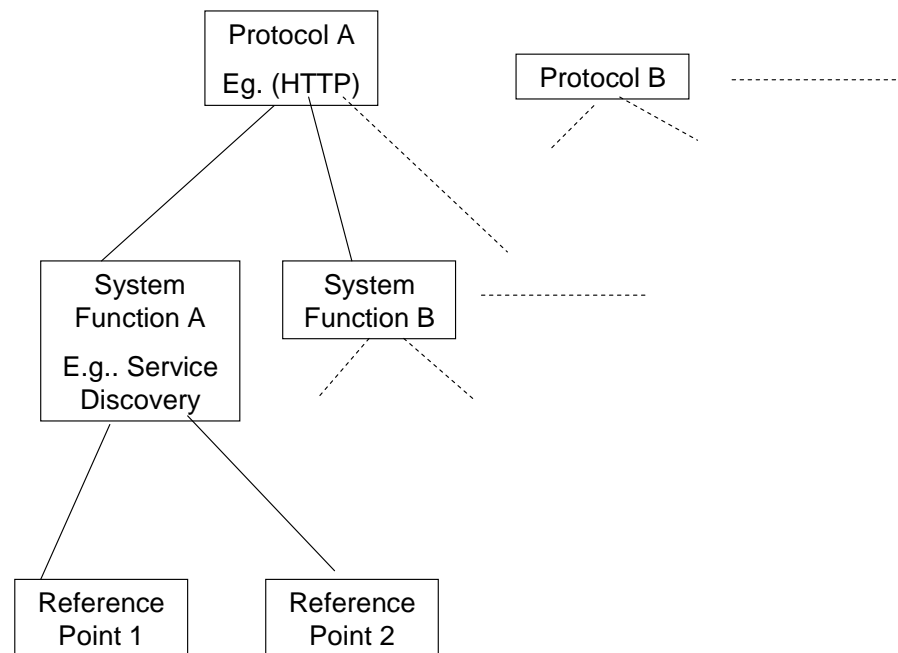 Protocol A
Eg. (HTTP)
Protocol B
System
Function A
E.g.. Service
Discovery
System
Function B
Reference
Point 1
Reference
Point 2